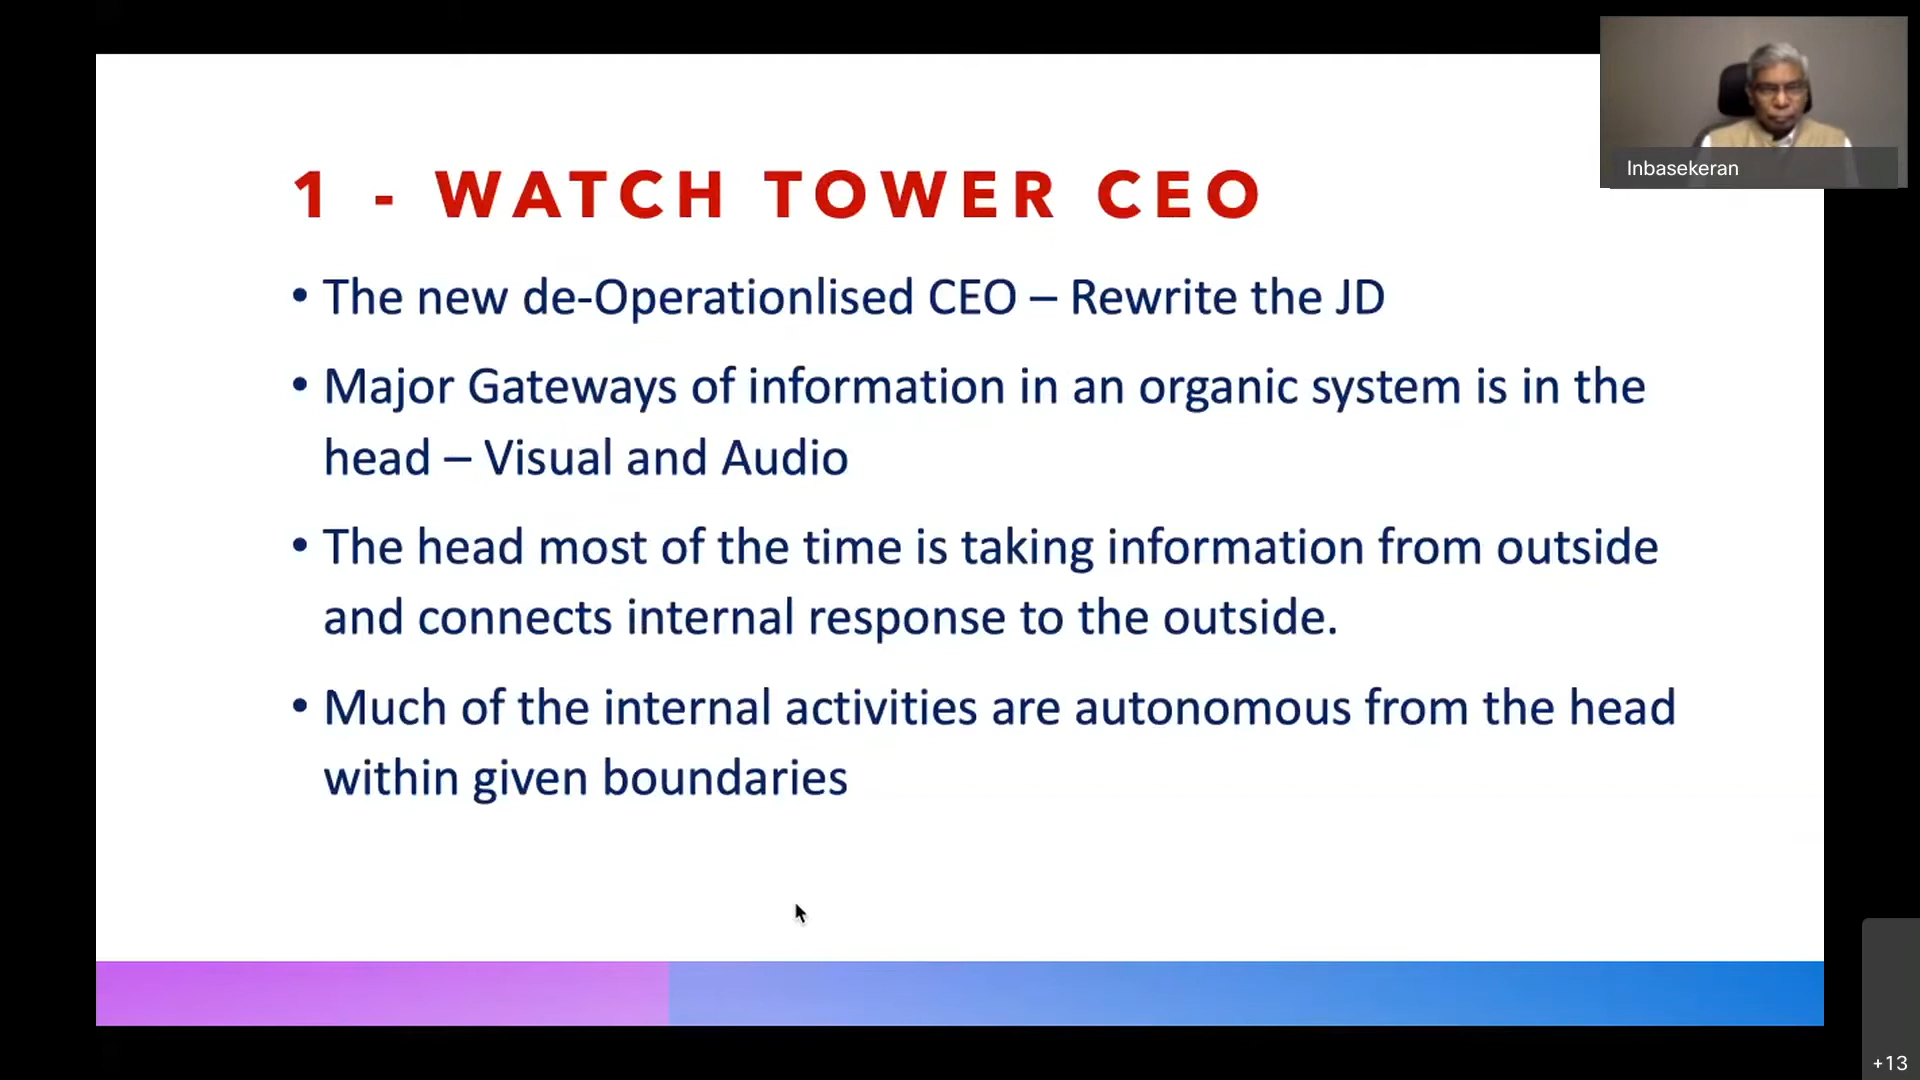 1 - WATCH TOWER CEO
• The new de-Operationlised CEO – Rewrite the JD
• Major Gateways of information in an organic system is in the
head – Visual and Audio
• The head most of the time is taking information from outside
and connects internal response to the outside.
• Much of the internal activities are autonomous from the head
within given boundaries
Inbasekeran
+13